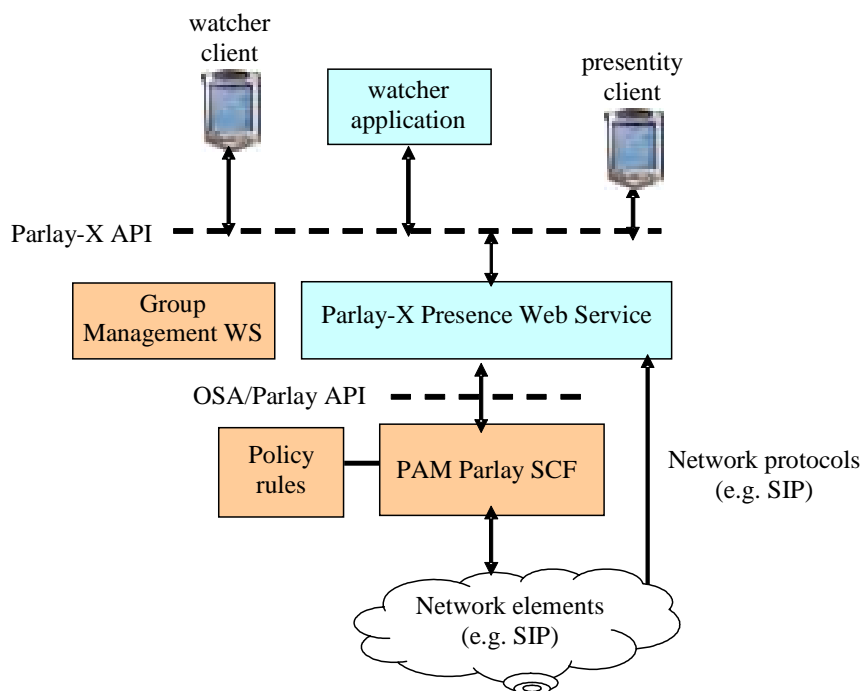 watcher
client
watcher
application
presentity
client
Parlay-X API
Group
Management WS
Parlay-X Presence Web Service
OSA/Parlay API
Policy
rules
PAM Parlay SCF
Network protocols
(e.g. SIP)
Network elements
(e.g. SIP)